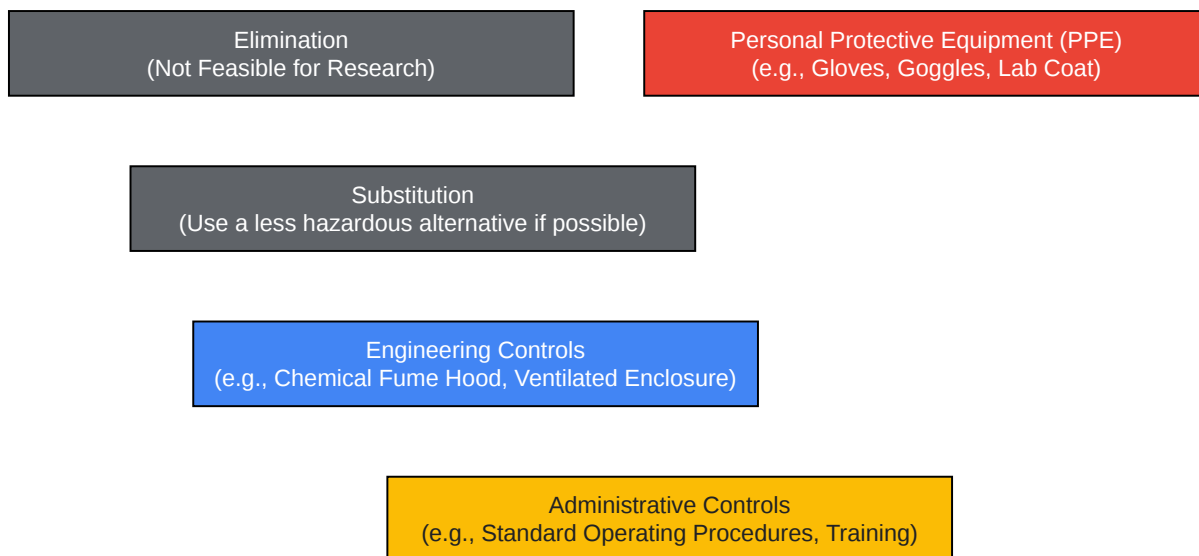 Elimination
(Not Feasible for Research)
Personal Protective Equipment (PPE)
(e.g., Gloves, Goggles, Lab Coat)
Substitution
(Use a less hazardous alternative if possible)
Engineering Controls
(e.g., Chemical Fume Hood, Ventilated Enclosure)
Administrative Controls
(e.g., Standard Operating Procedures, Training)